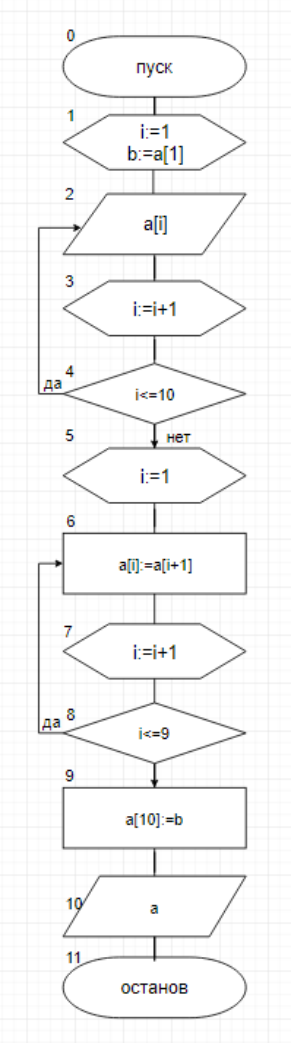 0
пуск
1
i:=1
b:=a[1]
2
a[i]
3
i:=i+1
4
да
i<=10
нет
5
i:=1
6
a[i]:=a[i+1]
7
i:=i+1
8
да
i<=9
9
a[10]:=b
10
a
11
останов